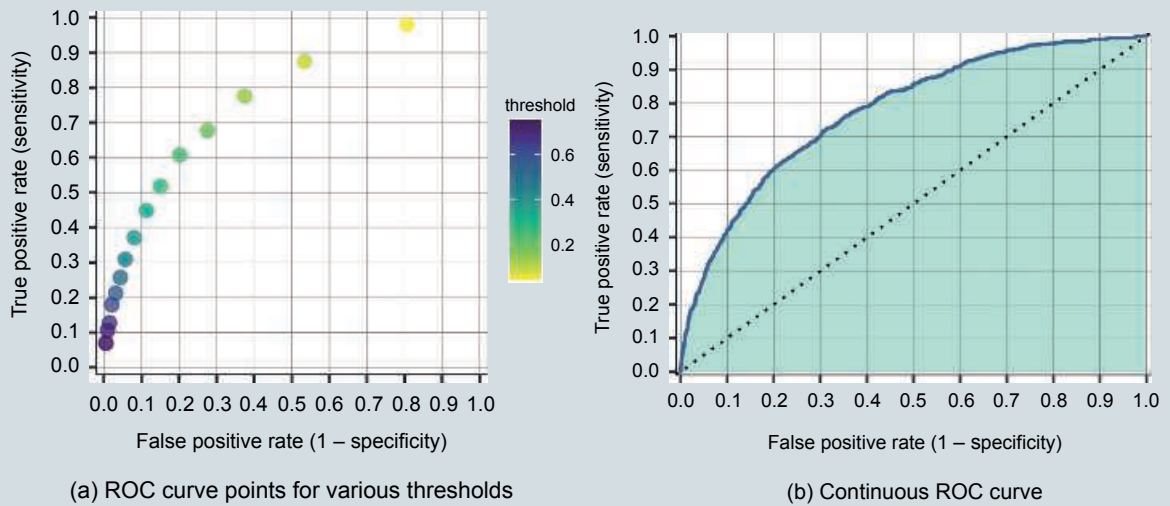 True positive rate (sensitivity)
1.0
0.9
0.8
0.7
0.6
0.5
0.4
0.3
0.2
0.1
0.0
0.0 0.1 0.2 0.3 0.4 0.5 0.6 0.7 0.8 0.9 1.0
False positive rate (1 – specificity)
threshold
0.6
0.4
0.2
(a) ROC curve points for various thresholds
True positive rate (sensitivity)
1.0
0.9
0.8
0.7
0.6
0.5
0.4
0.3
0.2
0.1
0.0
0.0 0.1 0.2 0.3 0.4 0.5 0.6 0.7 0.8 0.9 1.0
False positive rate (1 – specificity)
(b) Continuous ROC curve